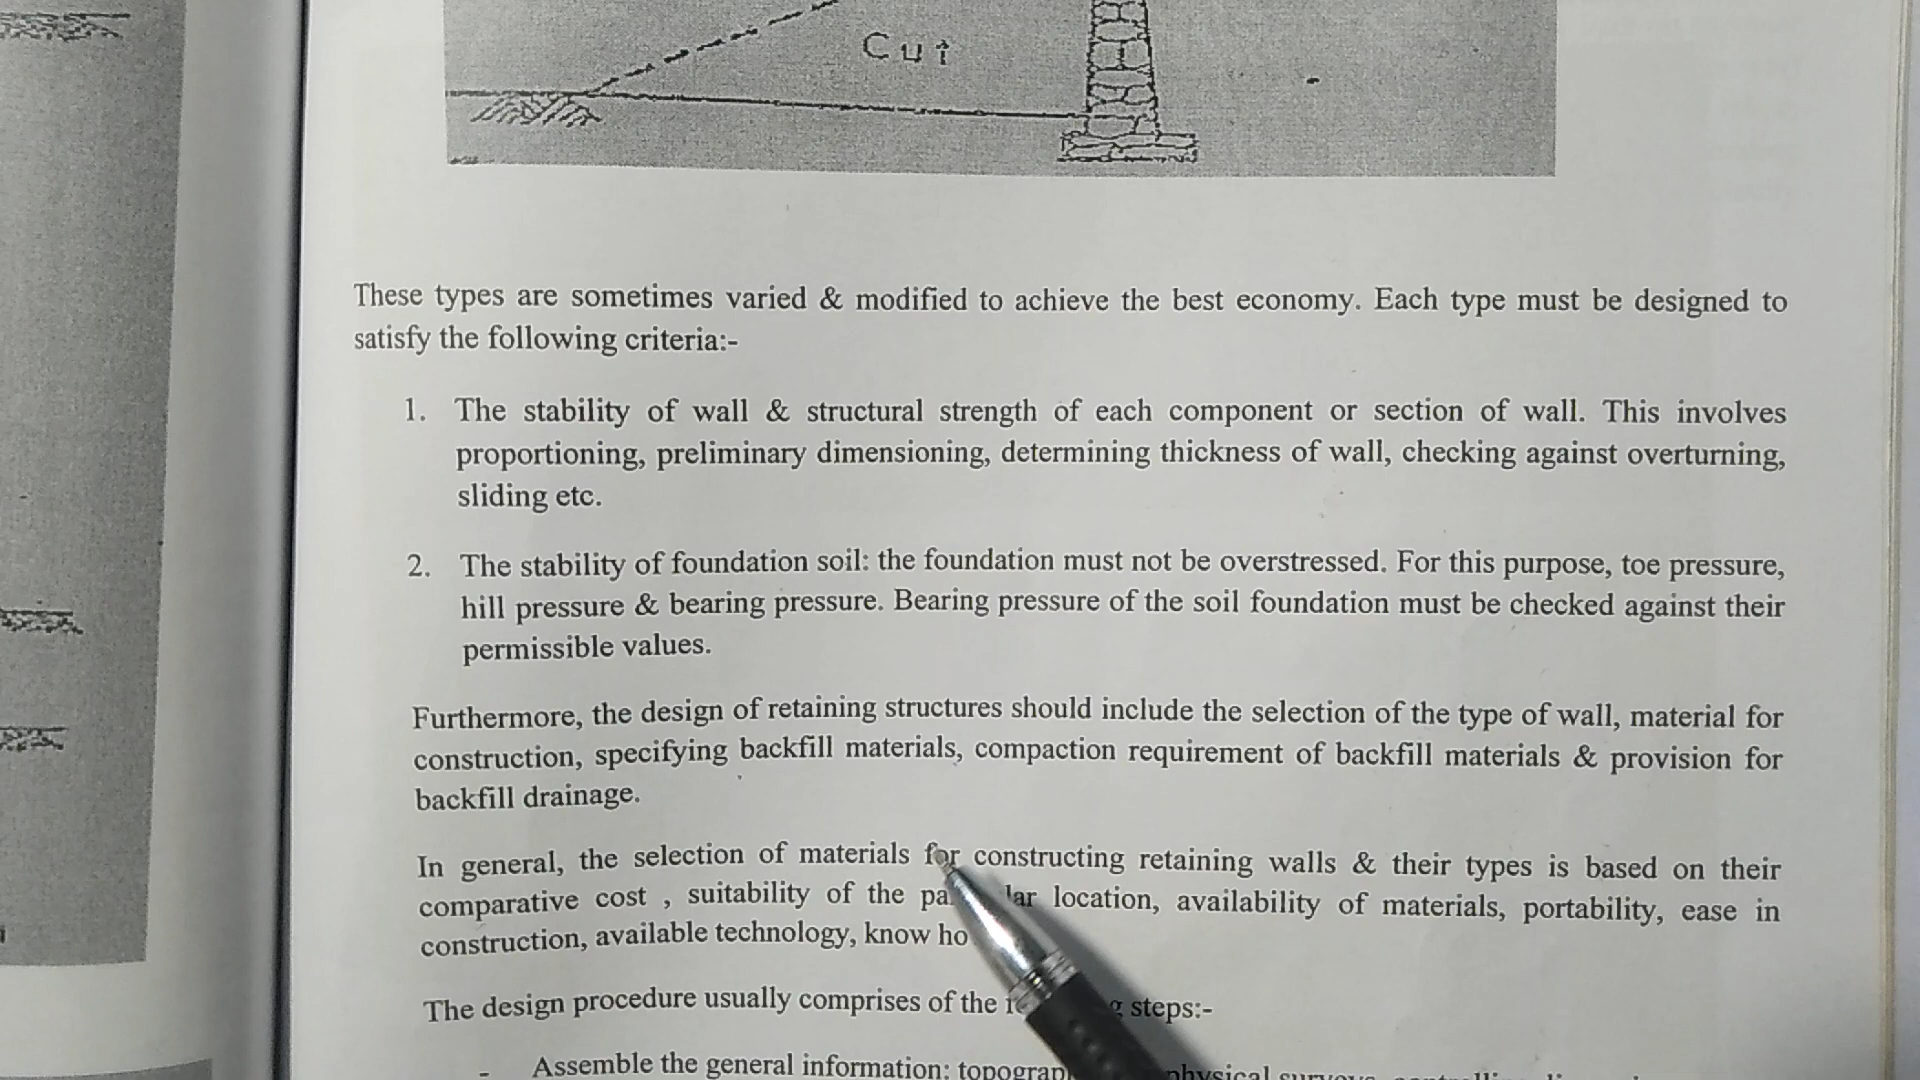 Cut
These types are sometimes varied & modified to achieve the best economy. Each type must be designed to
satisfy the following criteria:-
1. The stability of wall & structural strength of each component or section of wall. This involves
proportioning, preliminary dimensioning, determining thickness of wall, checking against overturning,
sliding etc.
2. The stability of foundation soil: the foundation must not be overstressed. For this purpose, toe pressure,
hill pressure & bearing pressure. Bearing pressure of the soil foundation must be checked against their
permissible values.
Furthermore, the design of retaining structures should include the selection of the type of wall, material for
construction, specifying backfill materials, compaction requirement of backfill materials & provision for
backfill drainage.
In general, the selection of materials for constructing retaining walls & their types is based on their
comparative cost , suitability of the location, availability of materials, portability, ease in
construction, available technology, know
The design procedure usually comprises of the steps:-
- Assemble the general information: